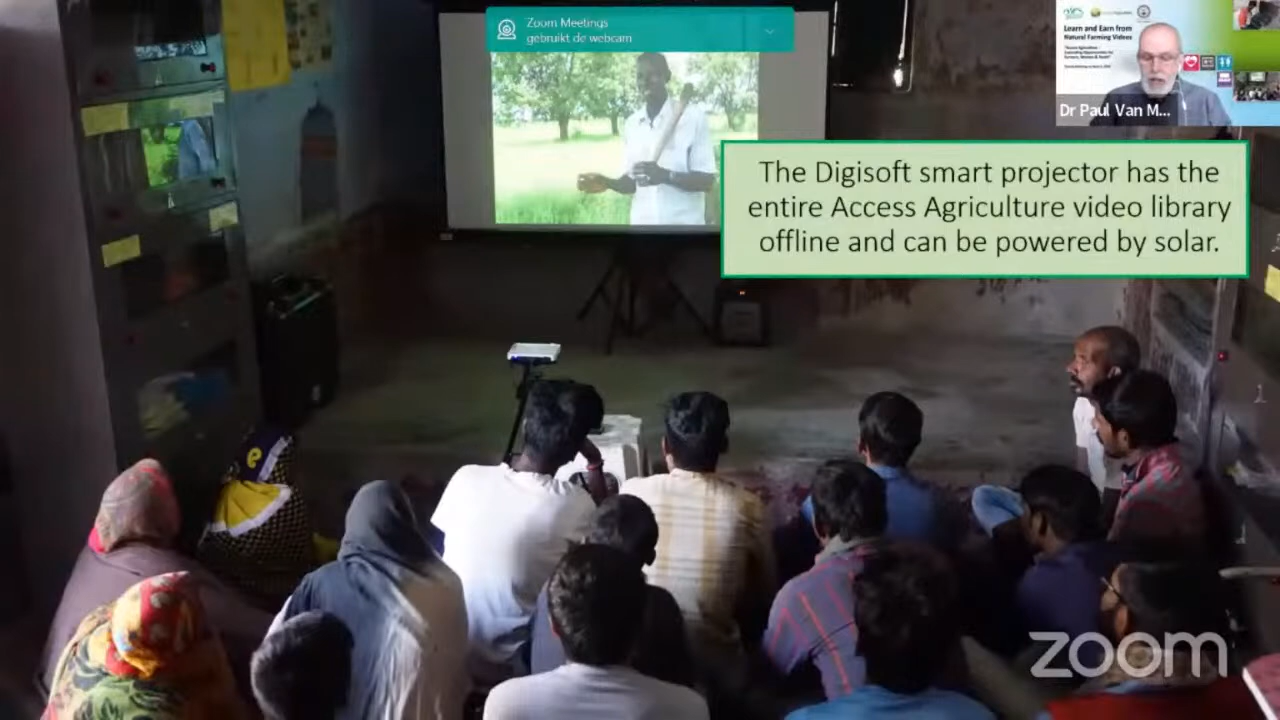 Zoom Meetings
gebruikt de webcam
Learn and Earn from
Natural Farming Videos
Dr Paul Van M...
The Digisoft smart projector has the
entire Access Agriculture video library
offline and can be powered by solar.
e
zoom